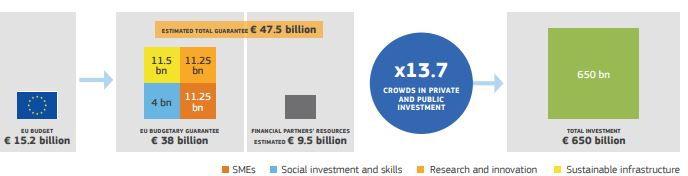 ESTIMATED TOTAL GUARANTEE € 47.5 billion
11.5 bn
11.25 bn
4 bn
11.25 bn
EU BUDGET
€ 15.2 billion
EU BUDGETARY GUARANTEE
€ 38 billion
FINANCIAL PARTNERS' RESOURCES
ESTIMATED € 9.5 billion
x13.7
CROWDS IN PRIVATE
AND PUBLIC
INVESTMENT
650 bn
TOTAL INVESTMENT
€ 650 billion
SMEs
Social investment and skills
Research and innovation
Sustainable infrastructure